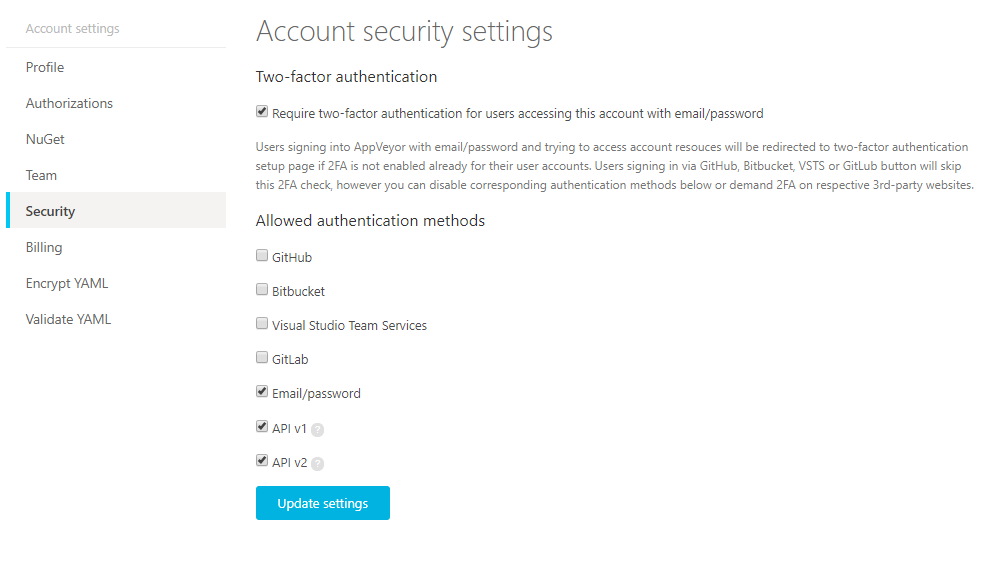 Account settings
Profile
Authorizations
NuGet
Team
Security
Billing
Encrypt YAML
Validate YAML
Account security settings
Two-factor authentication
Require two-factor authentication for users accessing this account with email/password
Users signing into AppVeyor with email/password and trying to access account resouces will be redirected to two-factor authentication
setup page if 2FA is not enabled already for their user accounts. Users signing in via GitHub, Bitbucket, VSTS or GitLub button will skip
this 2FA check, however you can disable corresponding authentication methods below or demand 2FA on respective 3rd-party websites.
Allowed authentication methods
GitHub
Bitbucket
Visual Studio Team Services
GitLab
Email/password
API v1 ?
API v2 ?
Update settings